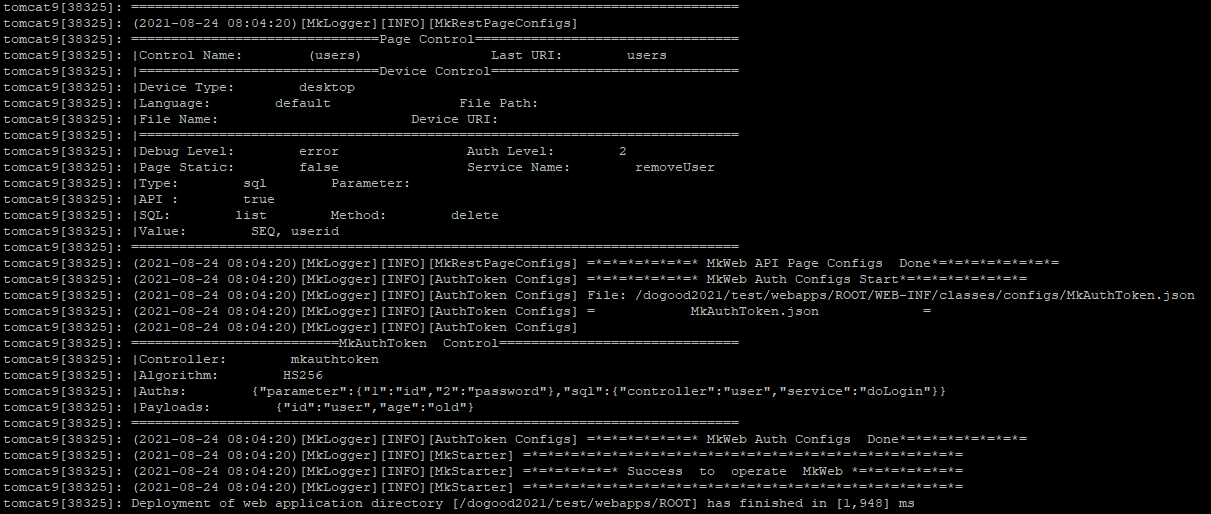 tomcat9[38325]: ===========================================================================
tomcat9[38325]: (2021-08-24 08:04:20)[MkLogger][INFO][MkRestPageConfigs]
tomcat9[38325]: ===============================Page Control=================================
tomcat9[38325]: |Control Name:        (users)                Last URI:        users
tomcat9[38325]: |==============================Device Control===============================
tomcat9[38325]: |Device Type:        desktop
tomcat9[38325]: |Language:        default                File Path:
tomcat9[38325]: |File Name:                        Device URI:
tomcat9[38325]: |===========================================================================
tomcat9[38325]: |Debug Level:        error                Auth Level:        2
tomcat9[38325]: |Page Static:        false                Service Name:        removeUser
tomcat9[38325]: |Type:        sql        Parameter:
tomcat9[38325]: |API :        true
tomcat9[38325]: |SQL:        list        Method:        delete
tomcat9[38325]: |Value:        SEQ, userid
tomcat9[38325]: ============================================================================
tomcat9[38325]: (2021-08-24 08:04:20)[MkLogger][INFO][MkRestPageConfigs] =*=*=*=*=*=*=* MkWeb API Page Configs  Done*=*=*=*=*=*=*=*=*=
tomcat9[38325]: (2021-08-24 08:04:20)[MkLogger][INFO][AuthToken Configs] =*=*=*=*=*=*=* MkWeb Auth Configs Start*=*=*=*=*=*=*=*=
tomcat9[38325]: (2021-08-24 08:04:20)[MkLogger][INFO][AuthToken Configs] File: /dogood2021/test/webapps/ROOT/WEB-INF/classes/configs/MkAuthToken.json
tomcat9[38325]: (2021-08-24 08:04:20)[MkLogger][INFO][AuthToken Configs] =            MkAuthToken.json             =
tomcat9[38325]: (2021-08-24 08:04:20)[MkLogger][INFO][AuthToken Configs]
tomcat9[38325]: ==========================MkAuthToken  Control==============================
tomcat9[38325]: |Controller:        mkauthtoken
tomcat9[38325]: |Algorithm:        HS256
tomcat9[38325]: |Auths:        {"parameter":{"1":"id","2":"password"},"sql":{"controller":"user","service":"doLogin"}}
tomcat9[38325]: |Payloads:        {"id":"user","age":"old"}
tomcat9[38325]: ============================================================================
tomcat9[38325]: (2021-08-24 08:04:20)[MkLogger][INFO][AuthToken Configs] =*=*=*=*=*=*=* MkWeb Auth Configs  Done*=*=*=*=*=*=*=*=
tomcat9[38325]: (2021-08-24 08:04:20)[MkLogger][INFO][MkStarter] =*=*=*=*=*=*=*=*=*=*=*=*=*=*=*=*=*=*=*=*=*=*=*=*=*=*=*=
tomcat9[38325]: (2021-08-24 08:04:20)[MkLogger][INFO][MkStarter] =*=*=*=*=*=* Success  to  operate  MkWeb *=*=*=*=*=*=*=
tomcat9[38325]: (2021-08-24 08:04:20)[MkLogger][INFO][MkStarter] =*=*=*=*=*=*=*=*=*=*=*=*=*=*=*=*=*=*=*=*=*=*=*=*=*=*=*=
tomcat9[38325]: Deployment of web application directory [/dogood2021/test/webapps/ROOT] has finished in [1,948] ms